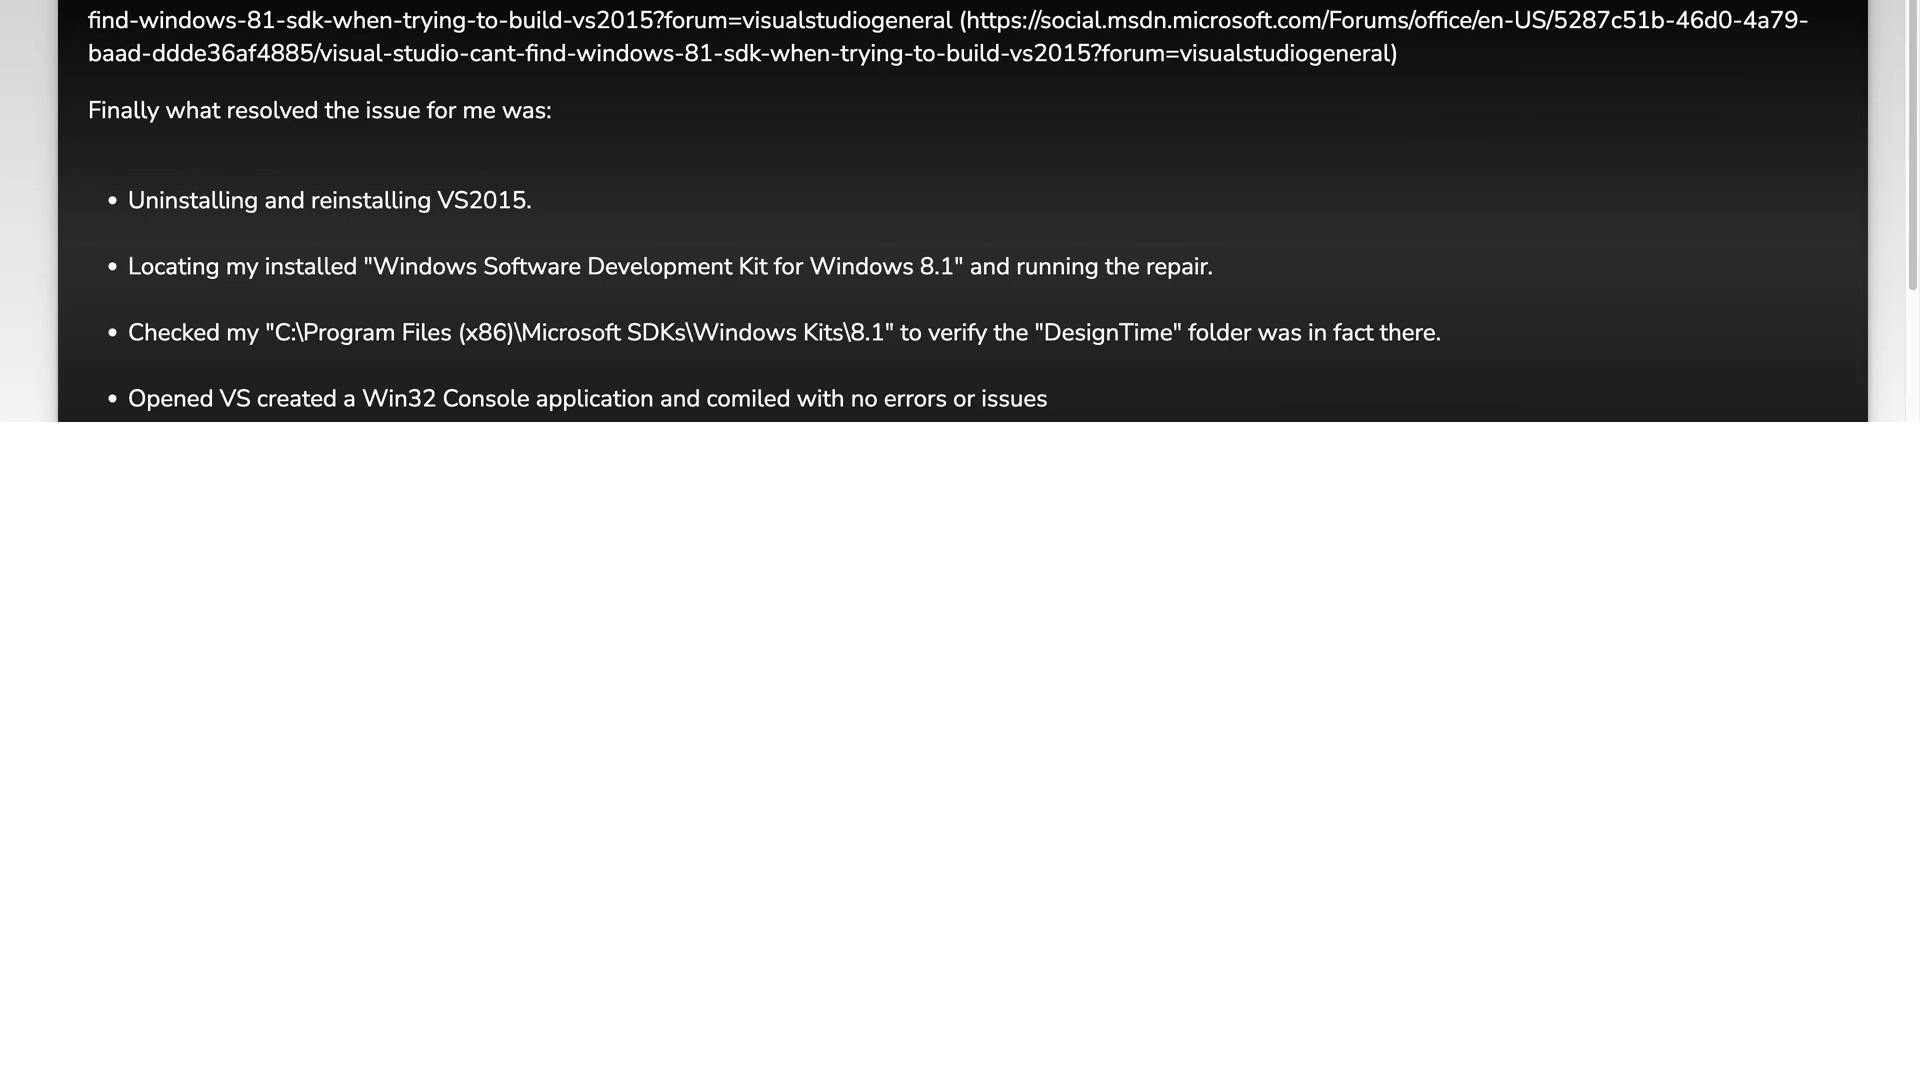 find-windows-81-sdk-when-trying-to-build-vs2015?forum=visualstudiogeneral (https://social.msdn.microsoft.com/Forums/office/en-US/5287c51b-46d0-4a79-
baad-ddde36af4885/visual-studio-cant-find-windows-81-sdk-when-trying-to-build-vs2015?forum=visualstudiogeneral)
Finally what resolved the issue for me was:
• Uninstalling and reinstalling VS2015.
• Locating my installed "Windows Software Development Kit for Windows 8.1" and running the repair.
• Checked my "C:\Program Files (x86)\Microsoft SDKs\Windows Kits\8.1" to verify the "DesignTime" folder was in fact there.
• Opened VS created a Win32 Console application and comiled with no errors or issues